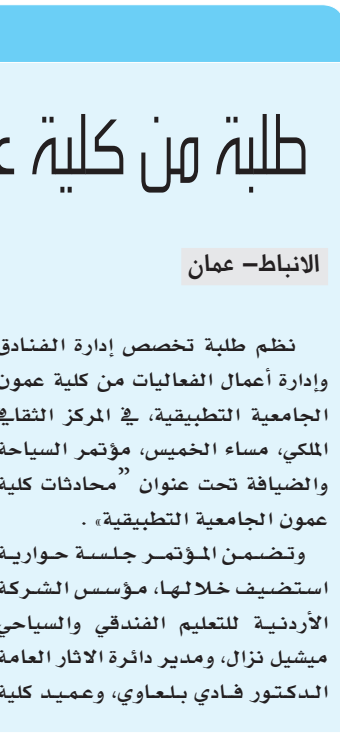 طلبة من كلية ع
الانباط– عمان
نظم طلبة تخصص إدارة الفنادق
وإدارة أعمال الفعاليات من كلية عمون
الجامعية التطبيقية، في المركز الثقافي
الملكي، مساء الخميس، مؤتمر السياحة
والضيافة تحت عنوان ”محادثات كلية
عمون الجامعية التطبيقية» .
وتضمن المؤتمر جلسة حوارية
استضيف خلالها، مؤسس الشركة
الأردنية للتعليم الفندقي والسياحي
ميشيل نزال، ومدير دائرة الاثار العامة
الدكتور فادي بلعاوي، وعميد كلية